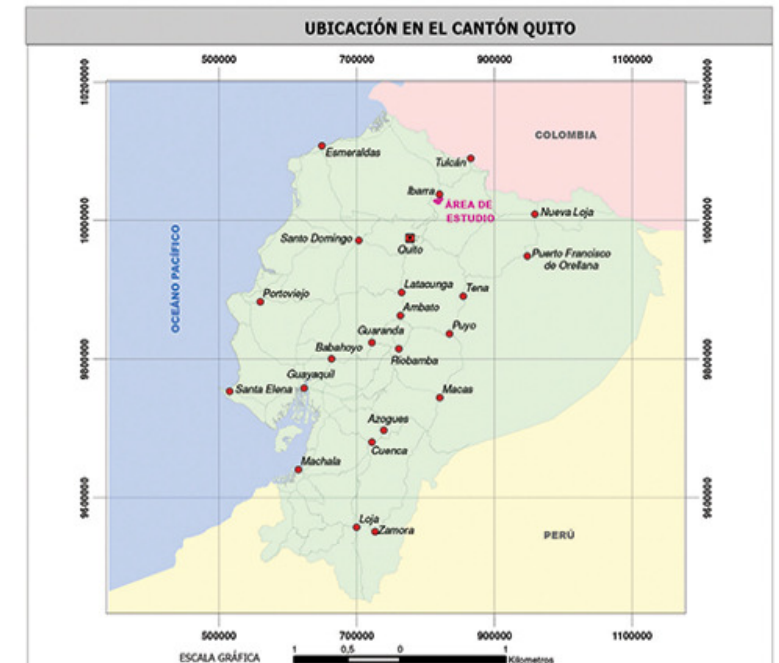 UBICACIÓN EN EL CANTÓN QUITO
500000 700000 900000 1100000
10200000 10200000
COLOMBIA
Esmeraldas
Tulcán
Ibarra
ÁREA DE
ESTUDIO
Nueva Loja
10000000 10000000
Santo Domingo
Quito
Puerto Francisco
de Orellana
OCEÁNO PACÍFICO
Latacunga
Tena
Portoviejo
Ambato
Guaranda
Puyo
Babahoyo
Riobamba
9800000 9800000
Guayaquil
Santa Elena
Macas
Azogues
Cuenca
Machala
9600000 9600000
Loja
Zamora
PERÚ
500000 700000 900000 1100000
ESCALA GRÁFICA
1 0,5 0 1
Kilometros